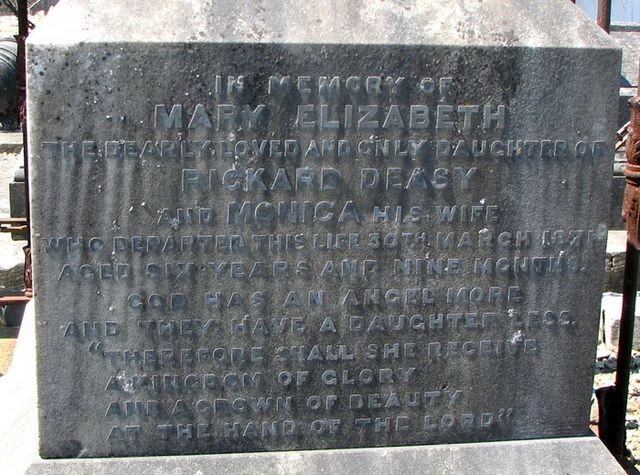 IN MEMORY OF
MARY ELIZABETH
THE DEARLY LOVED AND ONLY DAUGHTER OF
RICKARD DEASY
AND MONICA HIS WIFE
WHO DEPARTED THIS LIFE 30TH MARCH
AGED SIX YEARS AND NINE MONTHS.
GOD HAS AN ANGEL MORE
AND THEY HAVE A DAUGHTER LESS.
"THEREFORE SHALL SHE RECEIVE
A KINGDOM OF GLORY
AND A CROWN OF BEAUTY
AT THE HAND OF THE LORD"